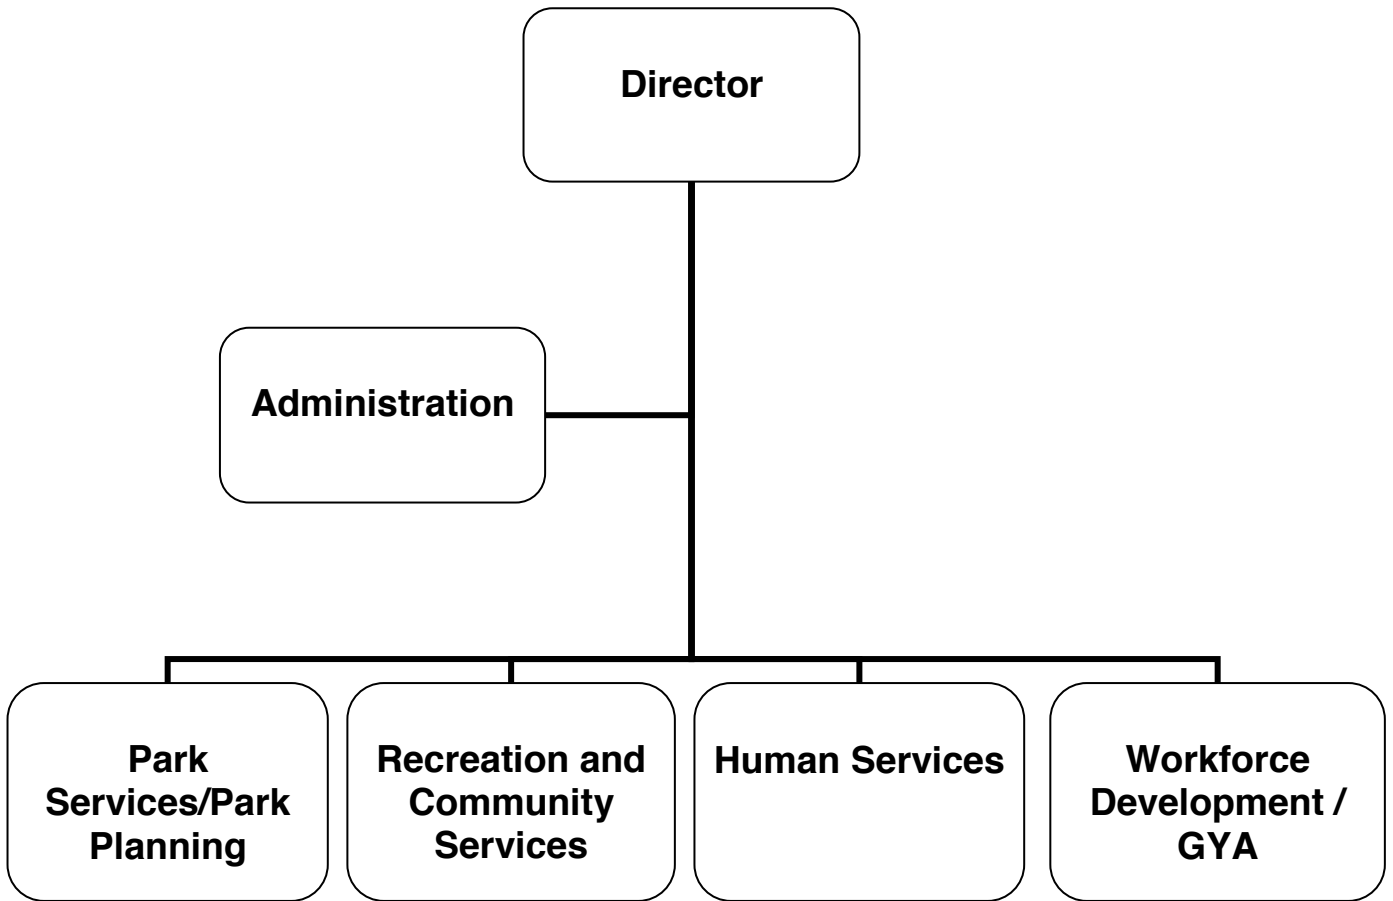 Director
Administration
Park
Services/Park
Planning
Recreation and
Community
Services
Human Services
Workforce
Development /
GYA